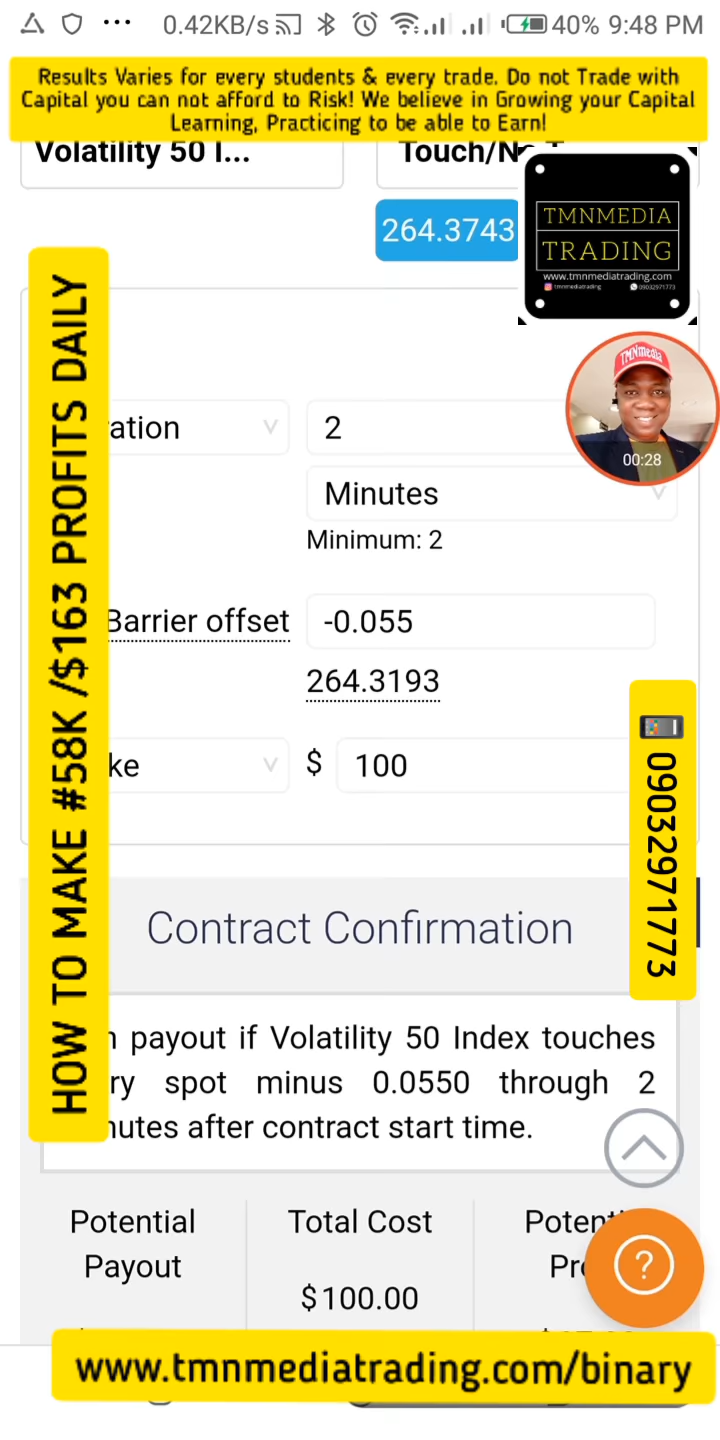 0.42KB/s
40% 9:48 PM
Results Varies for every students & every trade. Do not Trade with
Capital you can not afford to Risk! We believe in Growing your Capital
Learning, Practicing to be able to Earn!
Volatility 50 I...
Touch/No T
264.3743
TMNMEDIA
TRADING
www.tmnmediatrading.com
tmnmediatrading
09032971773
TMNmedia
00:28
HOW TO MAKE #58K /$163 PROFITS DAILY
ation
2
Minutes
Minimum: 2
Barrier offset
-0.055
264.3193
ke
$ 100
09032971773
Contract Confirmation
payout if Volatility 50 Index touches
ry spot minus 0.0550 through 2
nutes after contract start time.
Potential
Payout
Total Cost
$100.00
Potent
Pr
?
www.tmnmediatrading.com/binary